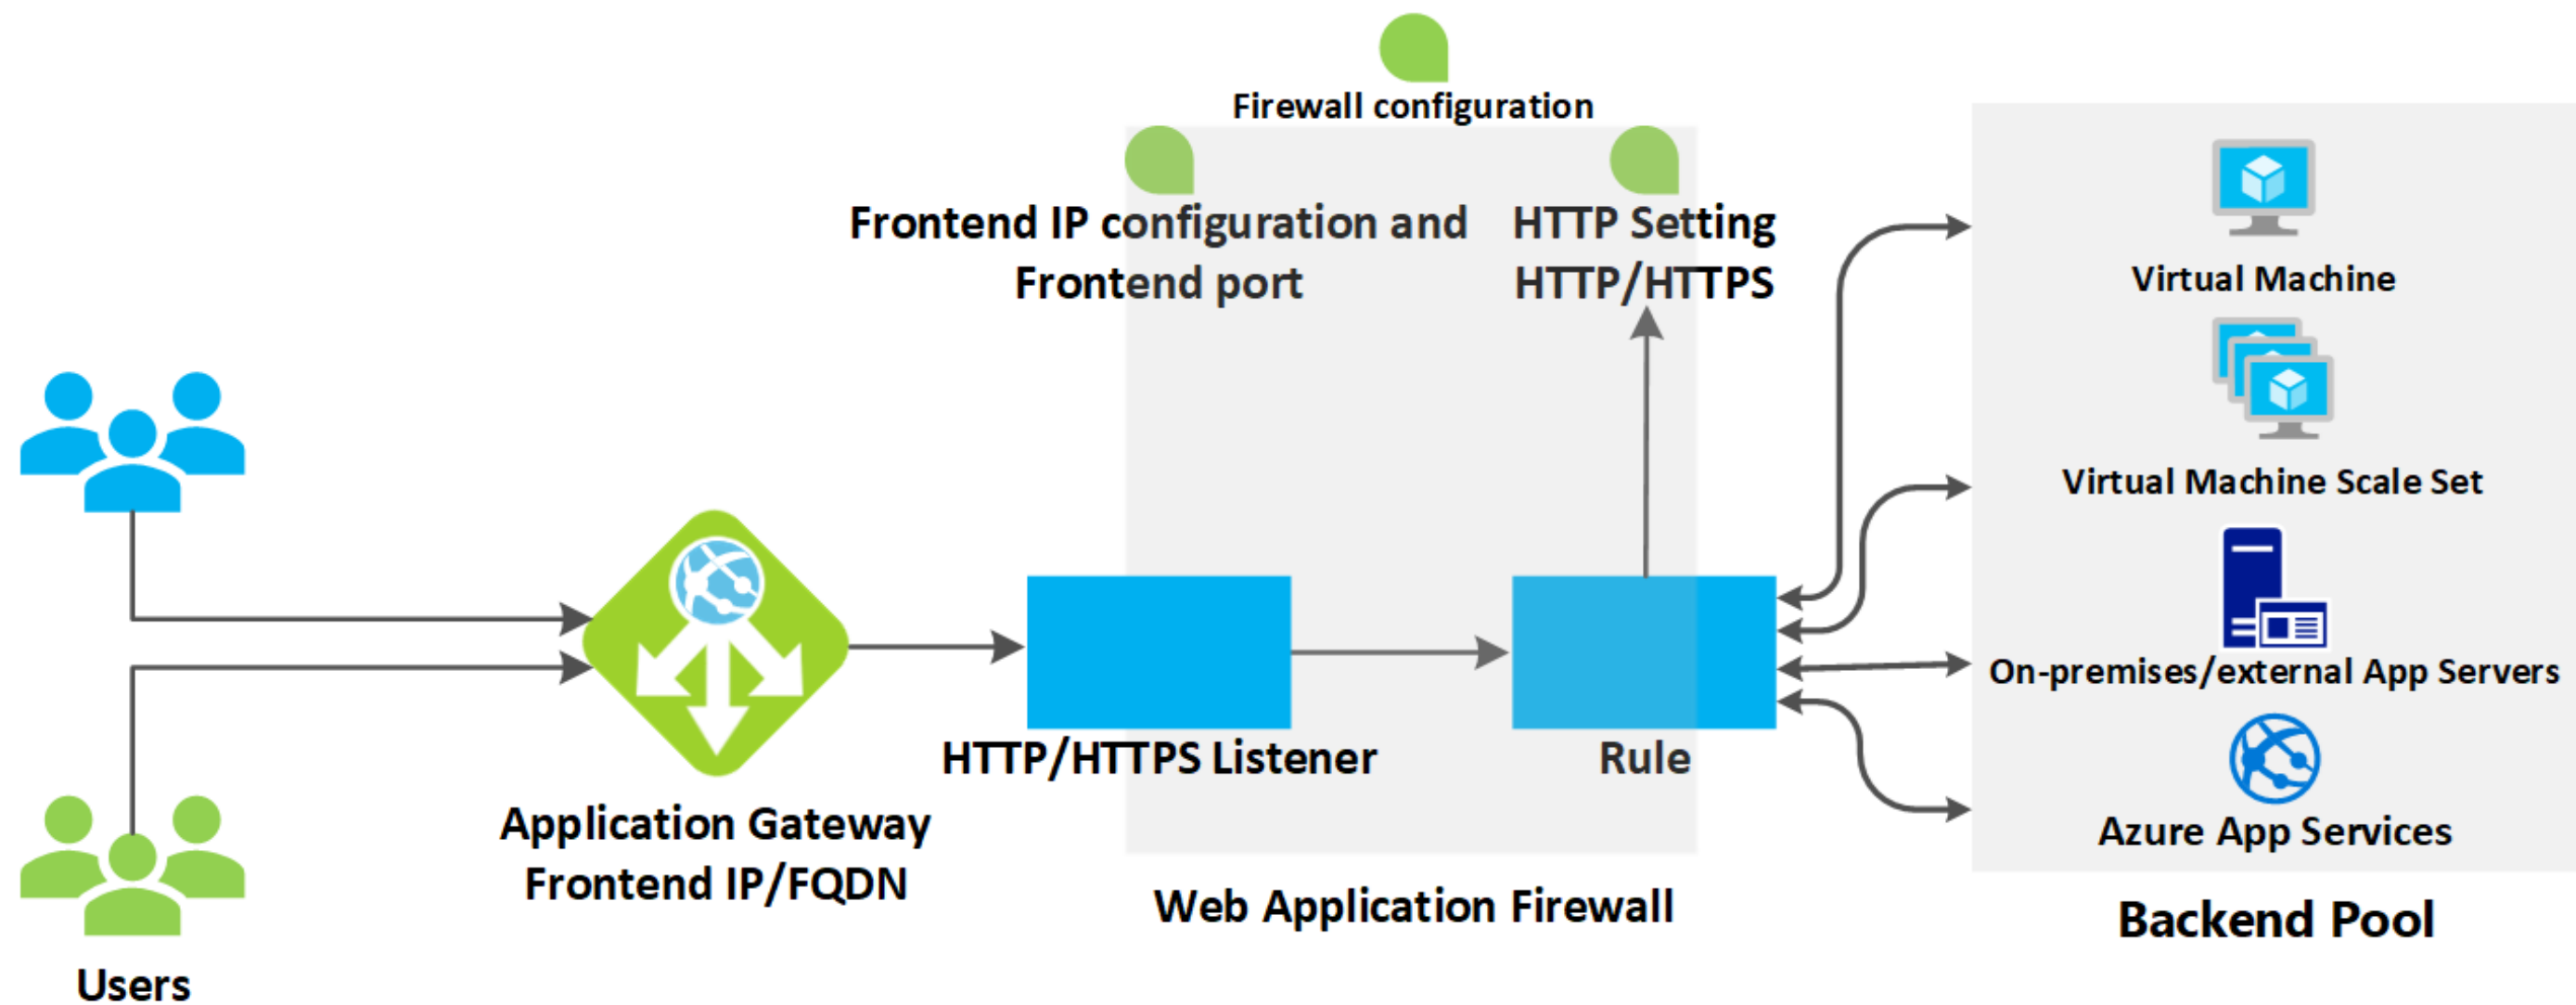 Firewall configuration
Frontend IP configuration and
Frontend port
HTTP Setting
HTTP/HTTPS
Virtual Machine
Virtual Machine Scale Set
On-premises/external App Servers
Azure App Services
Backend Pool
HTTP/HTTPS Listener
Rule
Application Gateway
Frontend IP/FQDN
Web Application Firewall
Users